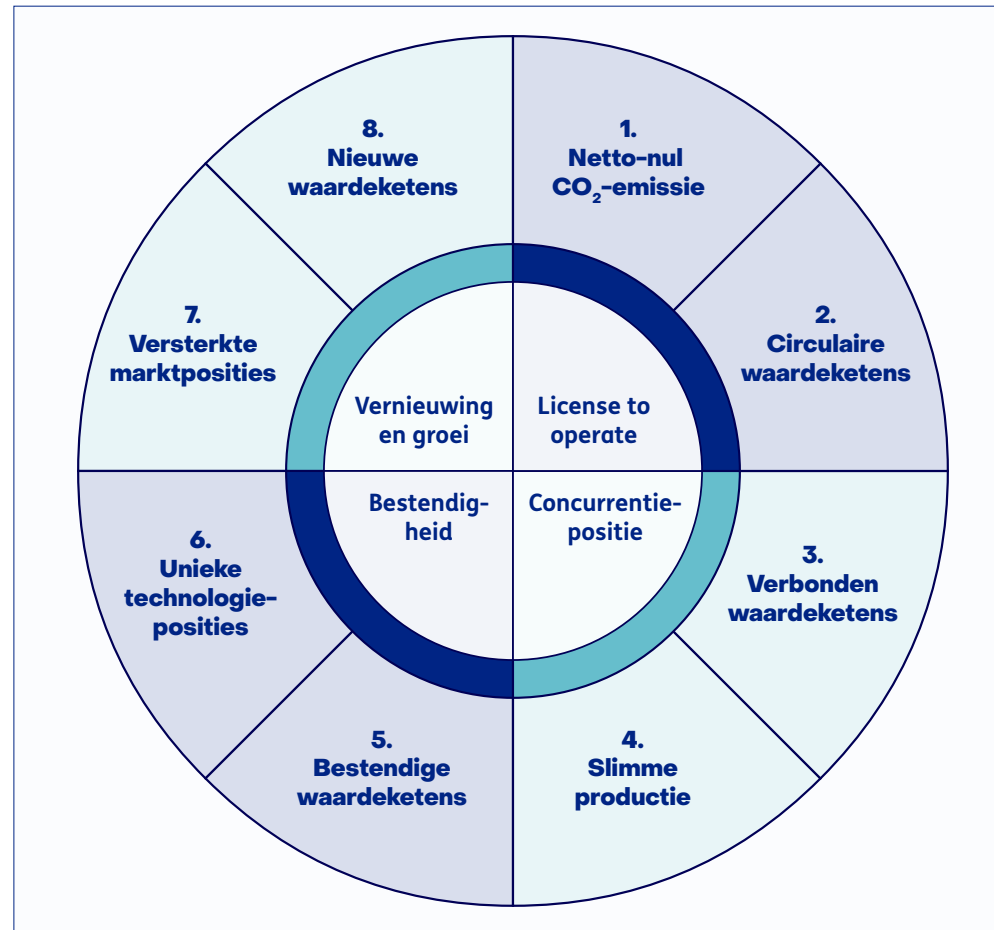 1.
Netto-nul
CO₂-emissie
2.
Circulaire
waardeketens
3.
Verbonden
waardeketens
4.
Slimme
productie
5.
Bestendige
waardeketens
6.
Unieke
technologie-
posities
7.
Versterkte
marktposities
8.
Nieuwe
waardeketens
Vernieuwing
en groei
License to
operate
Bestendig-
heid
Concurrentie-
positie